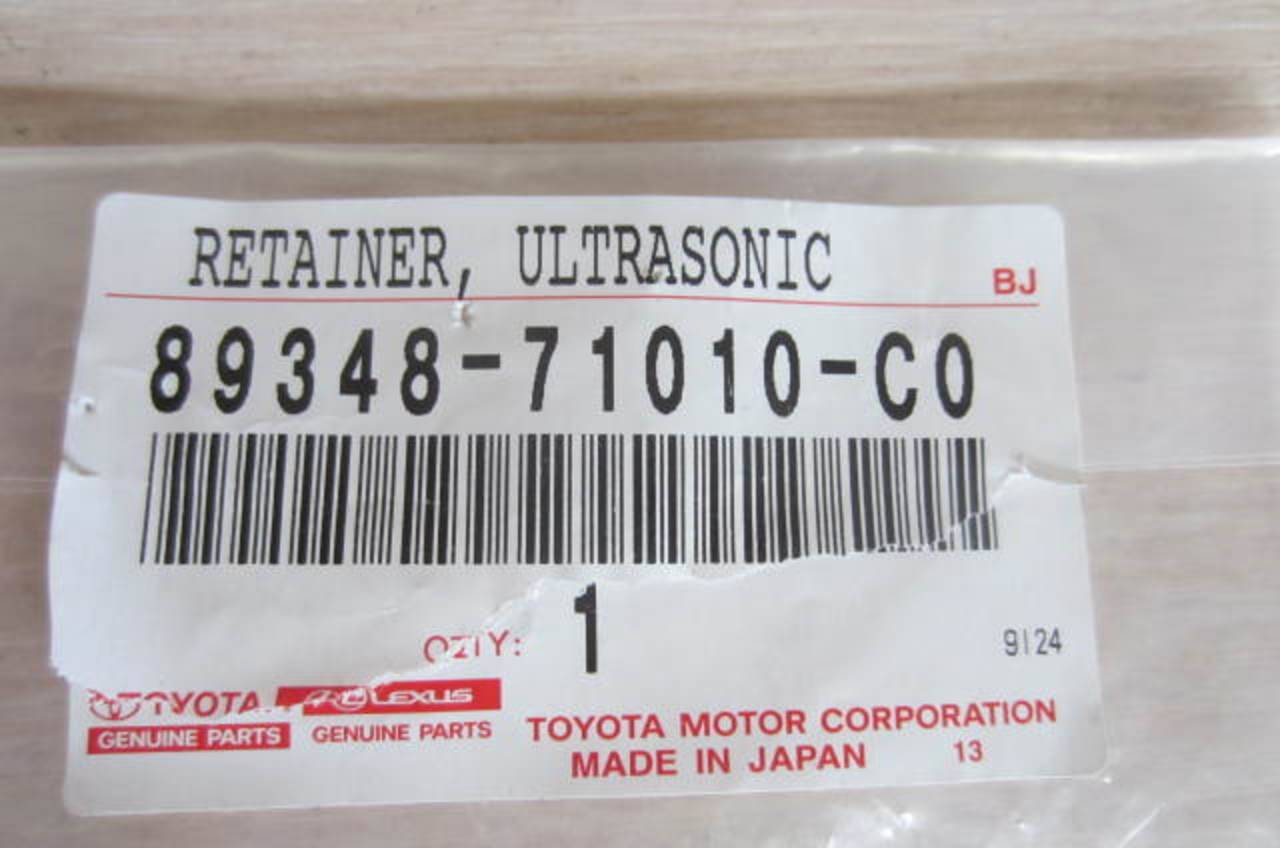 RETAINER, ULTRASONIC
BJ
89348-71010-C0
QZTY: 1
9124
TOYOTA LEXUS
GENUINE PARTS GENUINE PARTS
TOYOTA MOTOR CORPORATION
MADE IN JAPAN 13